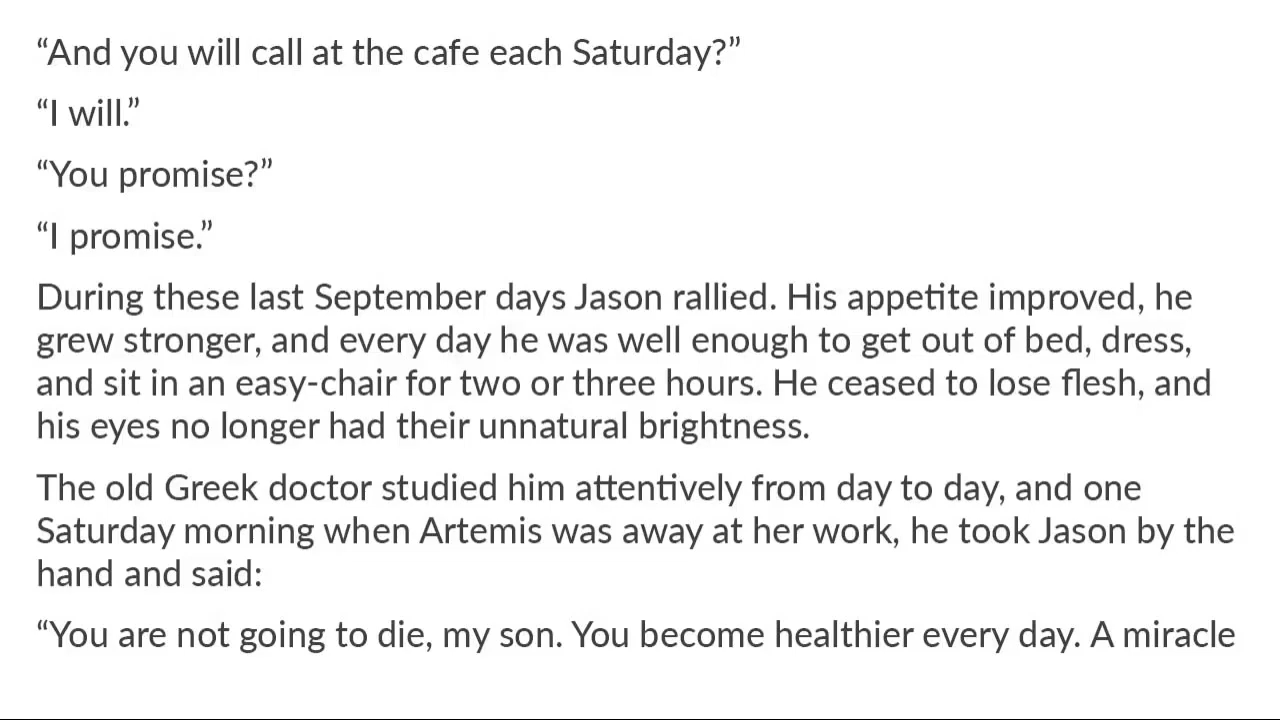 “And you will call at the cafe each Saturday?”
“I will.”
“You promise?”
“I promise.”
During these last September days Jason rallied. His appetite improved, he
grew stronger, and every day he was well enough to get out of bed, dress,
and sit in an easy-chair for two or three hours. He ceased to lose flesh, and
his eyes no longer had their unnatural brightness.
The old Greek doctor studied him attentively from day to day, and one
Saturday morning when Artemis was away at her work, he took Jason by the
hand and said:
“You are not going to die, my son. You become healthier every day. A miracle